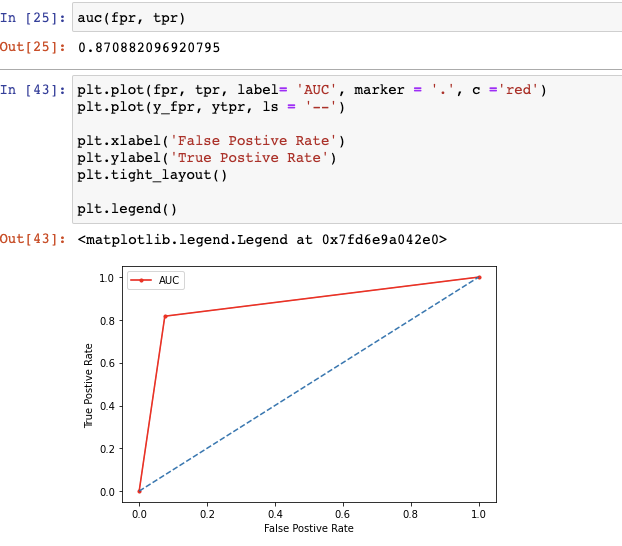 In [25]: auc(fpr, tpr)
Out[25]: 0.870882096920795
In [43]: plt.plot(fpr, tpr, label= 'AUC', marker = '.', c ='red')
plt.plot(y_fpr, ytpr, ls = '--')
plt.xlabel('False Postive Rate')
plt.ylabel('True Postive Rate')
plt.tight_layout()
plt.legend()
Out[43]: <matplotlib.legend.Legend at 0x7fd6e9a042e0>
AUC
1.0
0.8
0.6
0.4
0.2
0.0
True Postive Rate
0.0 0.2 0.4 0.6 0.8 1.0
False Postive Rate